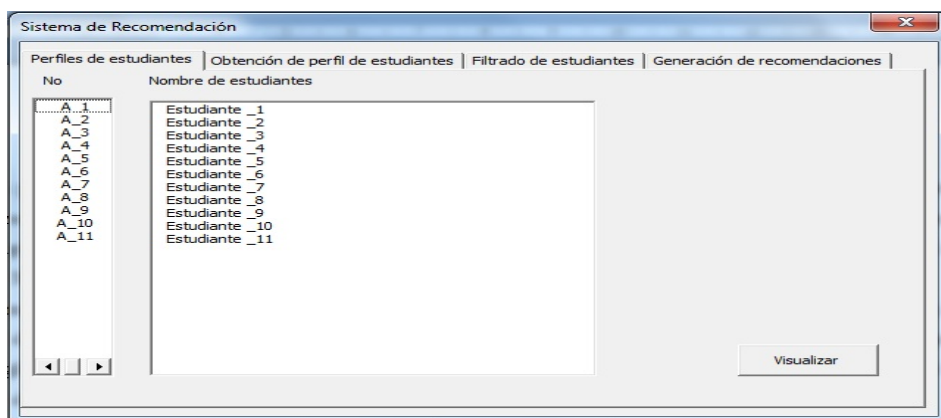 Sistema de Recomendación
Perfiles de estudiantes Obtención de perfil de estudiantes Filtrado de estudiantes Generación de recomendaciones
No Nombre de estudiantes
A_1 Estudiante _1
A_2 Estudiante _2
A_3 Estudiante _3
A_4 Estudiante _4
A_5 Estudiante _5
A_6 Estudiante _6
A_7 Estudiante _7
A_8 Estudiante _8
A_9 Estudiante _9
A_10 Estudiante _10
A_11 Estudiante _11
Visualizar